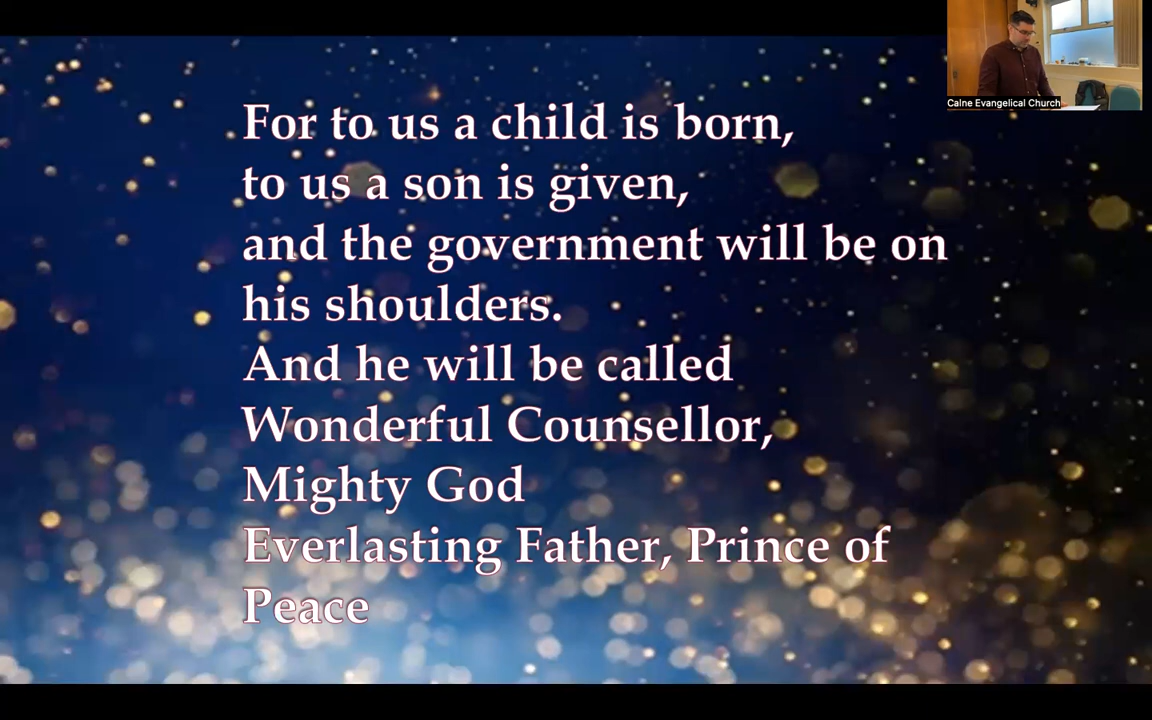 For to us a child is born,
to us a son is given,
and the government will be on
his shoulders.
And he will be called
Wonderful Counsellor,
Mighty God
Everlasting Father, Prince of
Peace
Calne Evangelical Church